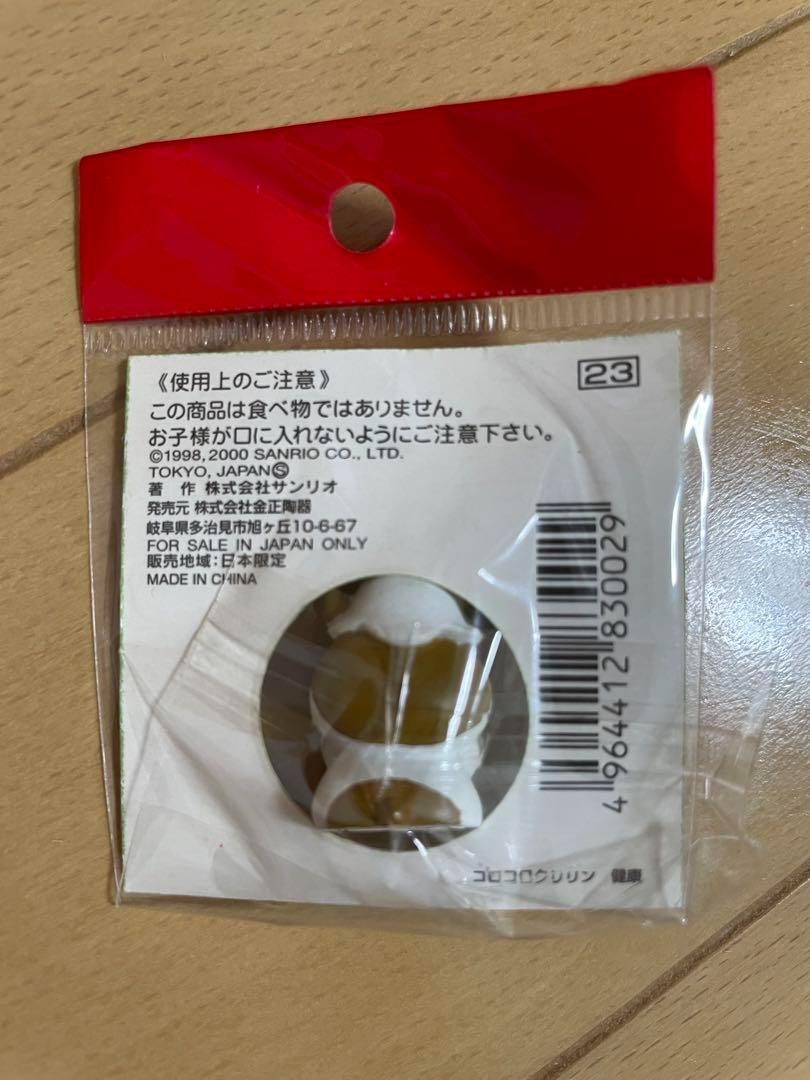 《使用上のご注意》
23
この商品は食べ物ではありません。
お子様が口に入れないようにご注意下さい。
©1998, 2000 SANRIO CO., LTD.
TOKYO, JAPANⓈ
著 作 株式会社サンリオ
発売元 株式会社金正陶器
岐阜県多治見市旭ヶ丘10-6-67
FOR SALE IN JAPAN ONLY
販売地域：日本限定
MADE IN CHINA
4 964412 830029
コロコロクリリン 健康